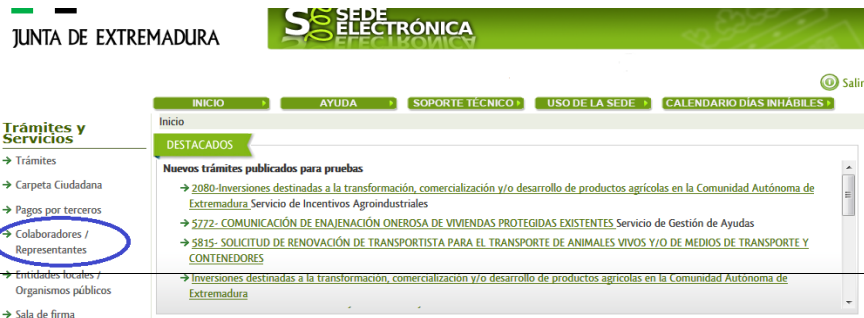 JUNTA DE EXTREMADURA
SEDE
ELECTRÓNICA
Salir
INICIO
AYUDA
SOPORTE TÉCNICO
USO DE LA SEDE
CALENDARIO DÍAS INHÁBILES
Trámites y
Servicios
Trámites
Carpeta Ciudadana
Pagos por terceros
Colaboradores /
Representantes
Entidades locales /
Organismos públicos
Sala de firma
Inicio
DESTACADOS
Nuevos trámites publicados para pruebas
2080-Inversiones destinadas a la transformación, comercialización y/o desarrollo de productos agrícolas en la Comunidad Autónoma de
Extremadura Servicio de Incentivos Agroindustriales
5772- COMUNICACIÓN DE ENAJENACIÓN ONEROSA DE VIVIENDAS PROTEGIDAS EXISTENTES Servicio de Gestión de Ayudas
5815- SOLICITUD DE RENOVACIÓN DE TRANSPORTISTA PARA EL TRANSPORTE DE ANIMALES VIVOS Y/O DE MEDIOS DE TRANSPORTE Y
CONTENEDORES
Inversiones destinadas a la transformación, comercialización y/o desarrollo de productos agrícolas en la Comunidad Autónoma de
Extremadura